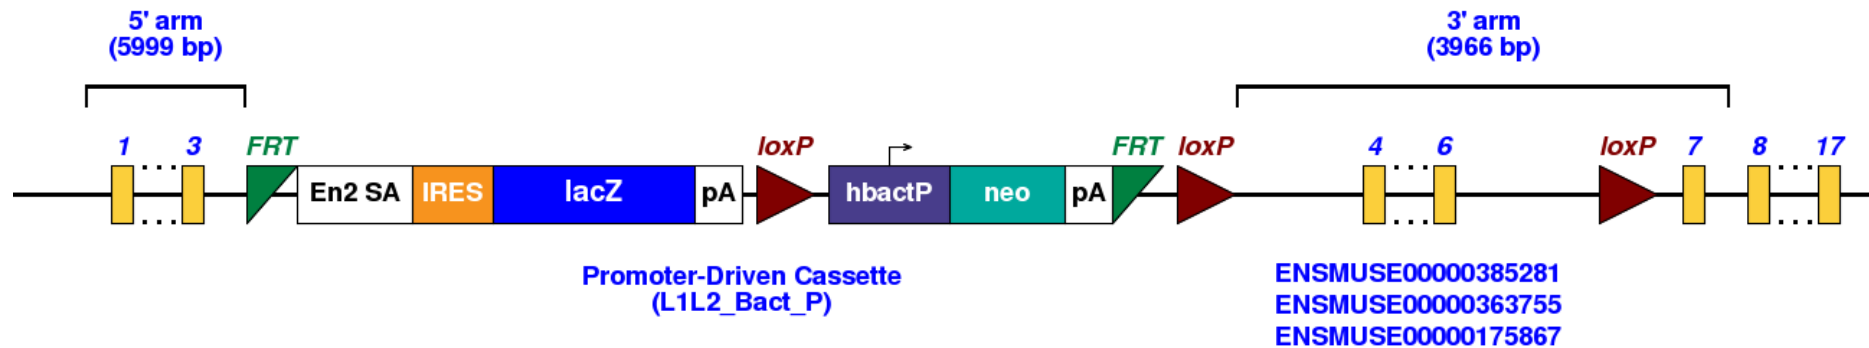 5' arm
(5999 bp)
3' arm
(3966 bp)
1 ... 3 FRT loxP FRT loxP 4 ... 6 loxP 7 8 ... 17
En2 SA IRES lacZ pA hbactP neo pA
Promoter-Driven Cassette
(L1L2_Bact_P)
ENSMUSE00000385281
ENSMUSE00000363755
ENSMUSE00000175867